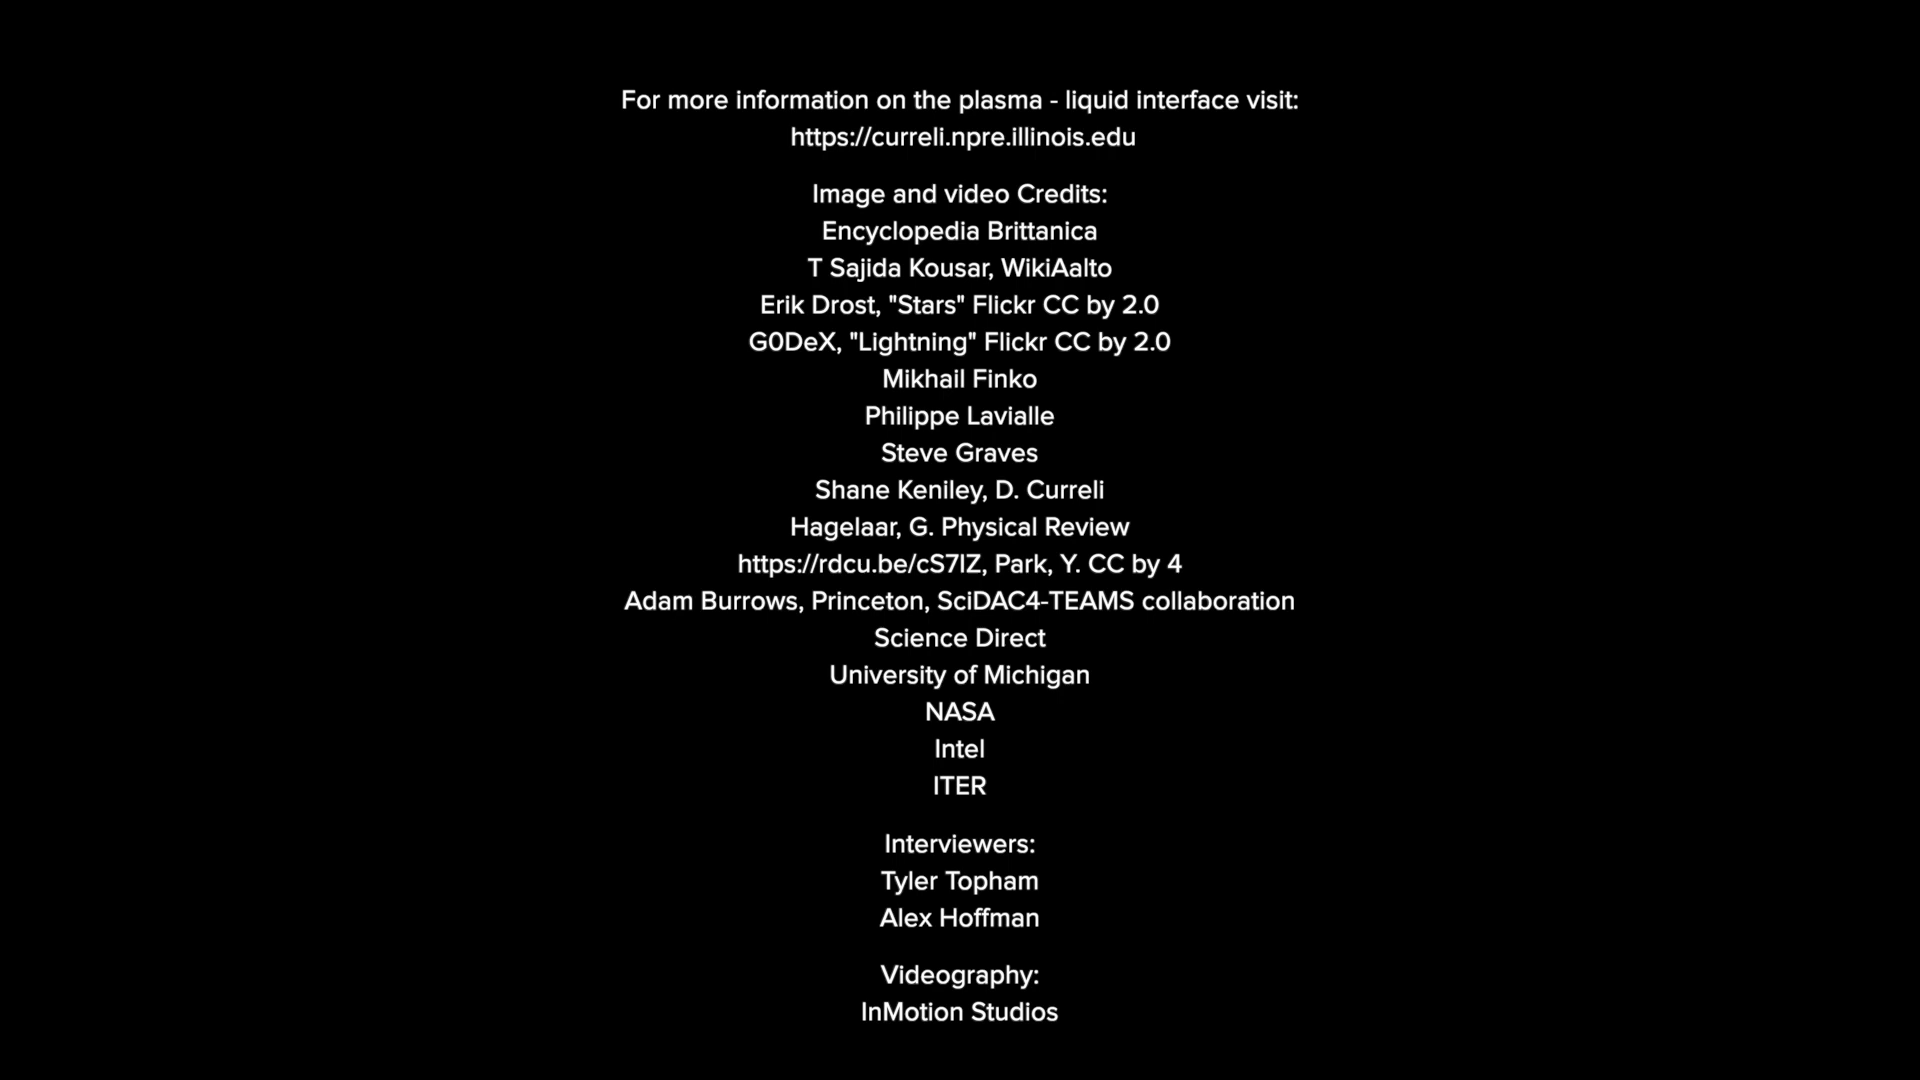 For more information on the plasma - liquid interface visit:
https://curreli.npre.illinois.edu
Image and video Credits:
Encyclopedia Brittanica
T Sajida Kousar, WikiAalto
Erik Drost, "Stars" Flickr CC by 2.0
G0DeX, "Lightning" Flickr CC by 2.0
Mikhail Finko
Philippe Lavialle
Steve Graves
Shane Keniley, D. Curreli
Hagelaar, G. Physical Review
https://rdcu.be/cS7IZ, Park, Y. CC by 4
Adam Burrows, Princeton, SciDAC4-TEAMS collaboration
Science Direct
University of Michigan
NASA
Intel
ITER
Interviewers:
Tyler Topham
Alex Hoffman
Videography:
InMotion Studios